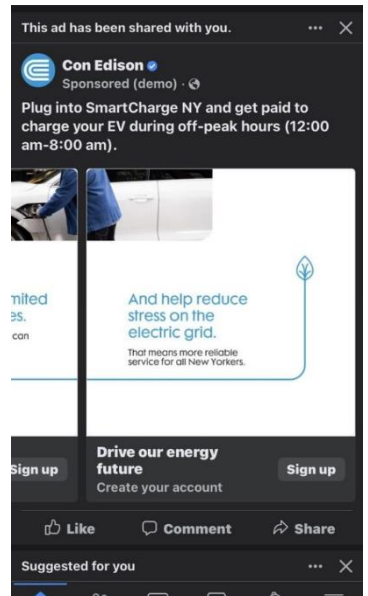 This ad has been shared with you.
Con Edison
Sponsored (demo) ·
Plug into SmartCharge NY and get paid to
charge your EV during off-peak hours (12:00
am-8:00 am).
mited
es.
can
And help reduce
stress on the
electric grid.
That means more reliable
service for all New Yorkers.
Sign up
Drive our energy
future
Create your account
Sign up
Like Comment Share
Suggested for you